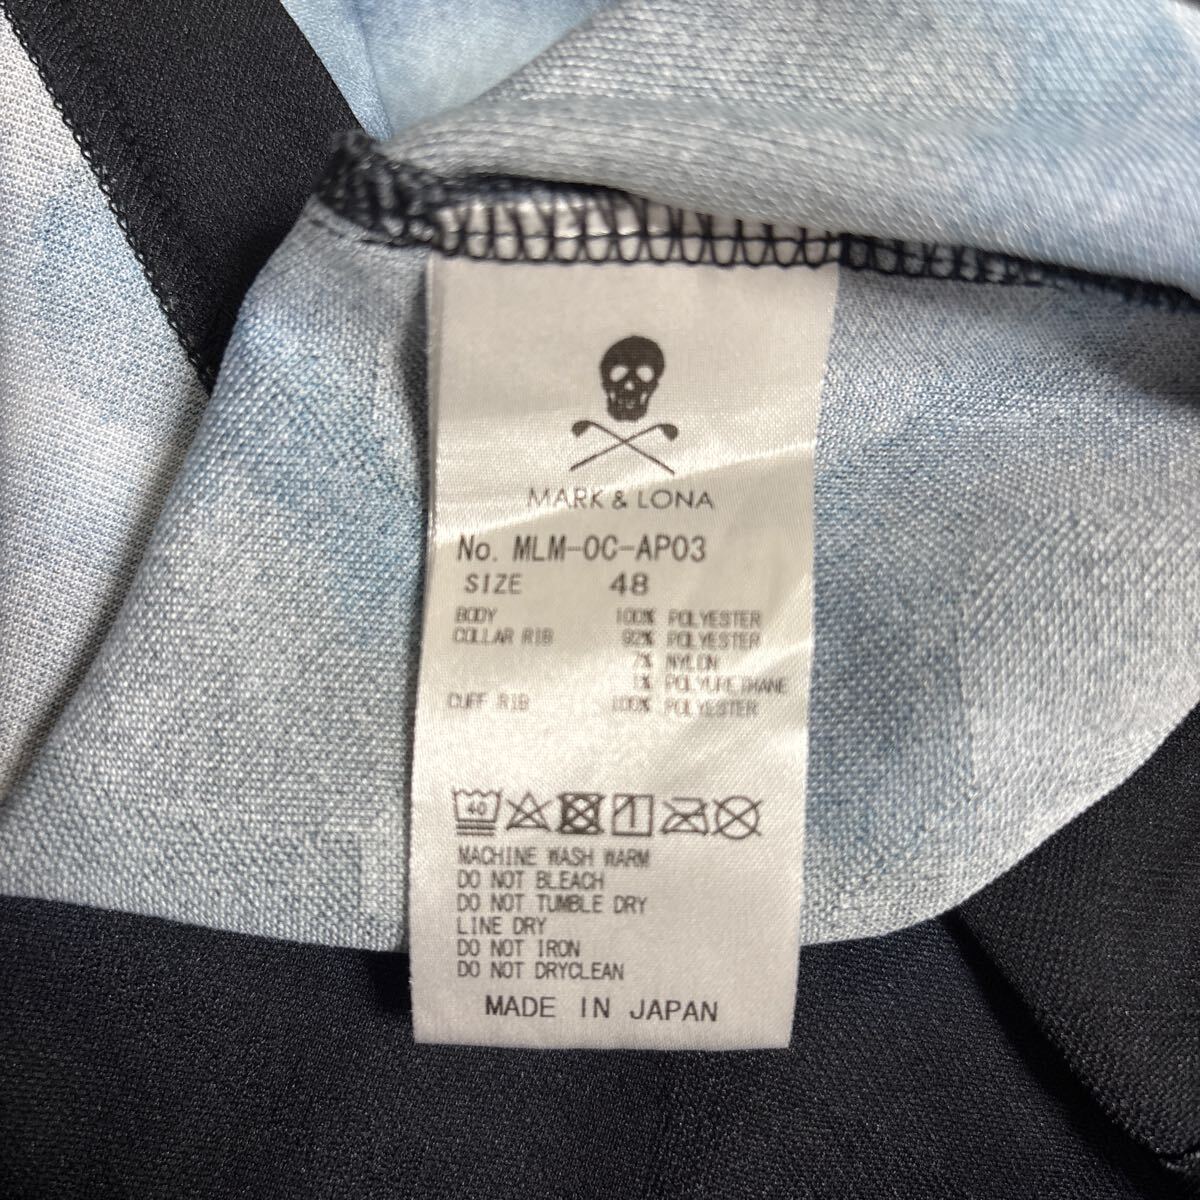 MARK & LONA
No. MLM-OC-AP03
SIZE 48
BODY 100% POLYESTER
COLLAR RIB 92% POLYESTER
7% NYLON
1% POLYURETHANE
CUFF RIB 100% POLYESTER
40
MACHINE WASH WARM
DO NOT BLEACH
DO NOT TUMBLE DRY
LINE DRY
DO NOT IRON
DO NOT DRYCLEAN
MADE IN JAPAN